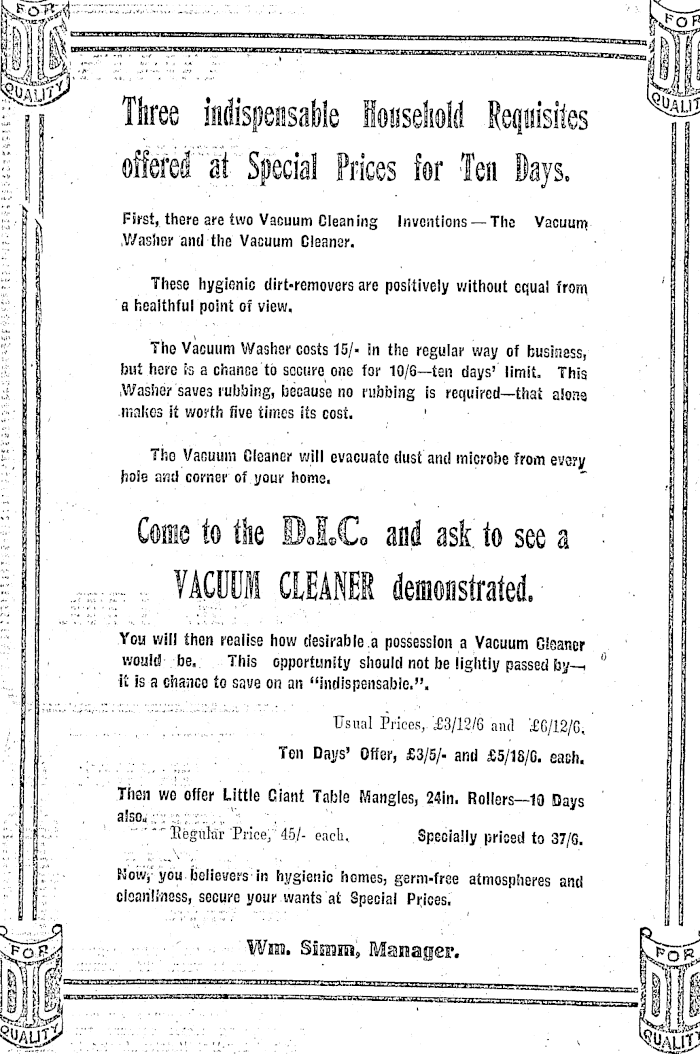 FOR
DIC
QUALITY
FOR
DIC
QUALITY
Three indispensable Household Requisites
offered at Special Prices for Ten Days.
First, there are two Vacuum Cleaning Inventions — The Vacuum
Washer and the Vacuum Cleaner.
These hygienic dirt-removers are positively without equal from
a healthful point of view.
The Vacuum Washer costs 15/- in the regular way of business,
but here is a chance to secure one for 10/6—ten days' limit. This
Washer saves rubbing, because no rubbing is required—that alone
makes it worth five times its cost.
The Vacuum Cleaner will evacuate dust and microbe from every
hole and corner of your home.
Come to the D.I.C. and ask to see a
VACUUM CLEANER demonstrated.
You will then realise how desirable a possession a Vacuum Cleaner
would be. This opportunity should not be lightly passed by—
it is a chance to save on an "indispensable.".
Usual Prices, £3/12/6 and £6/12/6.
Ten Days' Offer, £3/5/- and £5/18/6. each.
Then we offer Little Giant Table Mangles, 24in. Rollers—10 Days
also.
Regular Price, 45/- each. Specially priced to 37/6.
Now, you believers in hygienic homes, germ-free atmospheres and
cleanliness, secure your wants at Special Prices.
Wm. Simm, Manager.
FOR
DIC
QUALITY
FOR
DIC
QUALITY